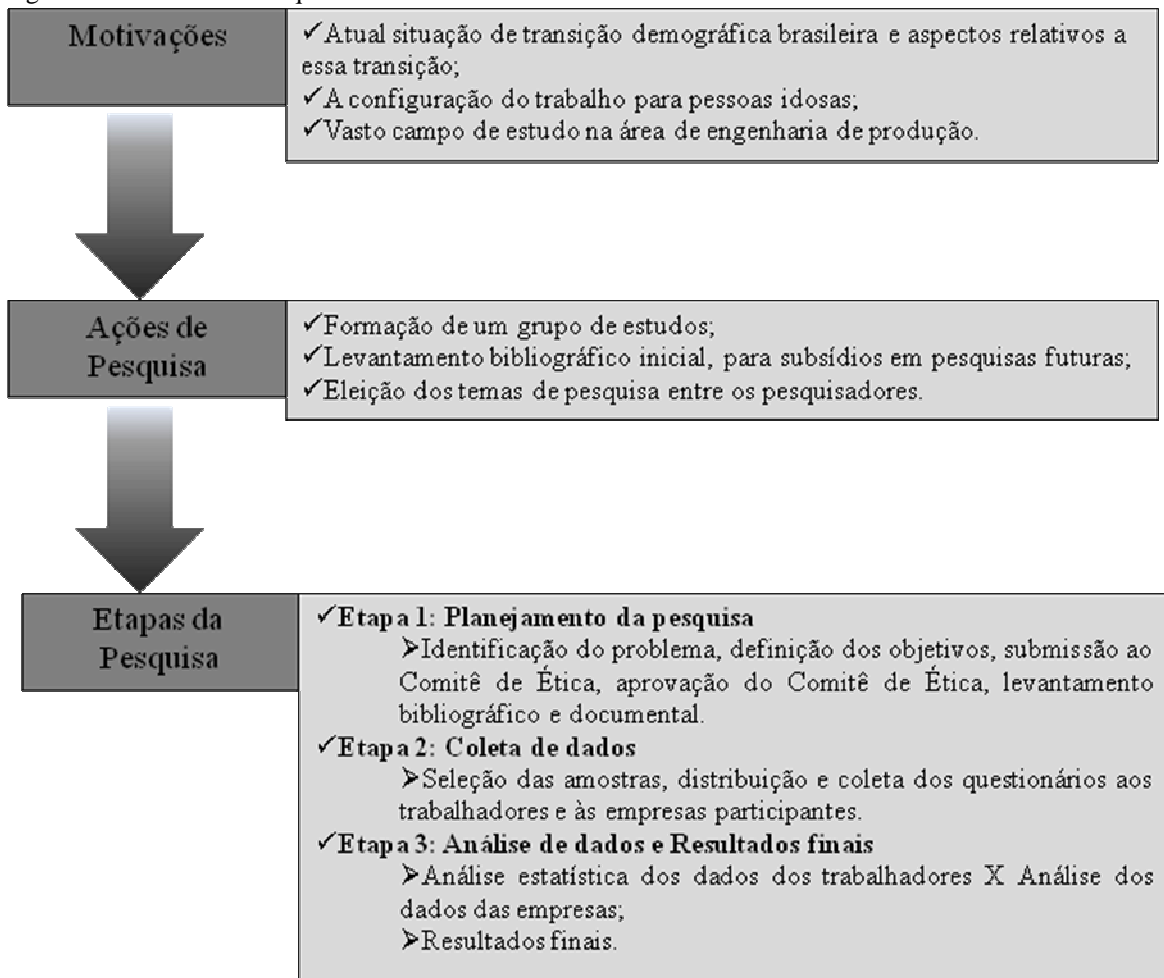 Motivações
✓Atual situação de transição demográfica brasileira e aspectos relativos a
essa transição;
✓A configuração do trabalho para pessoas idosas;
✓Vasto campo de estudo na área de engenharia de produção.
Ações de
Pesquisa
✓Formação de um grupo de estudos;
✓Levantamento bibliográfico inicial, para subsídios em pesquisas futuras;
✓Eleição dos temas de pesquisa entre os pesquisadores.
Etapas da
Pesquisa
✓Etapa 1: Planejamento da pesquisa
➢Identificação do problema, definição dos objetivos, submissão ao
Comitê de Ética, aprovação do Comitê de Ética, levantamento
bibliográfico e documental.
✓Etapa 2: Coleta de dados
➢Seleção das amostras, distribuição e coleta dos questionários aos
trabalhadores e às empresas participantes.
✓Etapa 3: Análise de dados e Resultados finais
➢Análise estatística dos dados dos trabalhadores X Análise dos
dados das empresas;
➢Resultados finais.